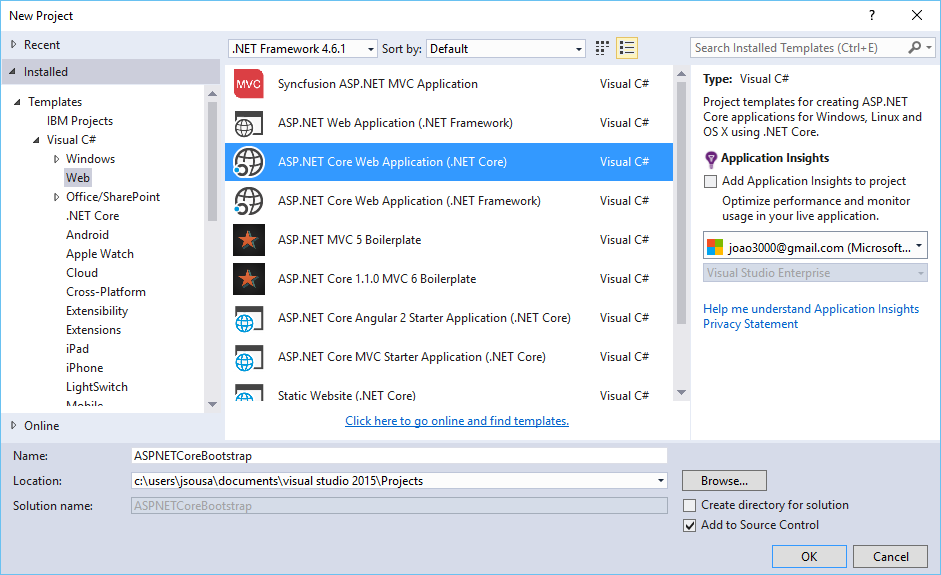 New Project
?
Recent
.NET Framework 4.6.1
Sort by:
Default
Search Installed Templates (Ctrl+E)
Installed
Templates
IBM Projects
Visual C#
Windows
Web
Office/SharePoint
.NET Core
Android
Apple Watch
Cloud
Cross-Platform
Extensibility
Extensions
iPad
iPhone
LightSwitch
Mobile
Online
MVC
Syncfusion ASP.NET MVC Application Visual C#
ASP.NET Web Application (.NET Framework) Visual C#
ASP.NET Core Web Application (.NET Core) Visual C#
ASP.NET Core Web Application (.NET Framework) Visual C#
ASP.NET MVC 5 Boilerplate Visual C#
ASP.NET Core 1.1.0 MVC 6 Boilerplate Visual C#
ASP.NET Core Angular 2 Starter Application (.NET Core) Visual C#
ASP.NET Core MVC Starter Application (.NET Core) Visual C#
Static Website (.NET Core) Visual C#
Click here to go online and find templates.
Type: Visual C#
Project templates for creating ASP.NET
Core applications for Windows, Linux and
OS X using .NET Core.
Application Insights
Add Application Insights to project
Optimize performance and monitor
usage in your live application.
joao3000@gmail.com (Microsoft...
Visual Studio Enterprise
Help me understand Application Insights
Privacy Statement
Name:
ASPNETCoreBootstrap
Location:
c:\users\jsousa\documents\visual studio 2015\Projects
Browse...
Solution name:
ASPNETCoreBootstrap
Create directory for solution
Add to Source Control
OK
Cancel